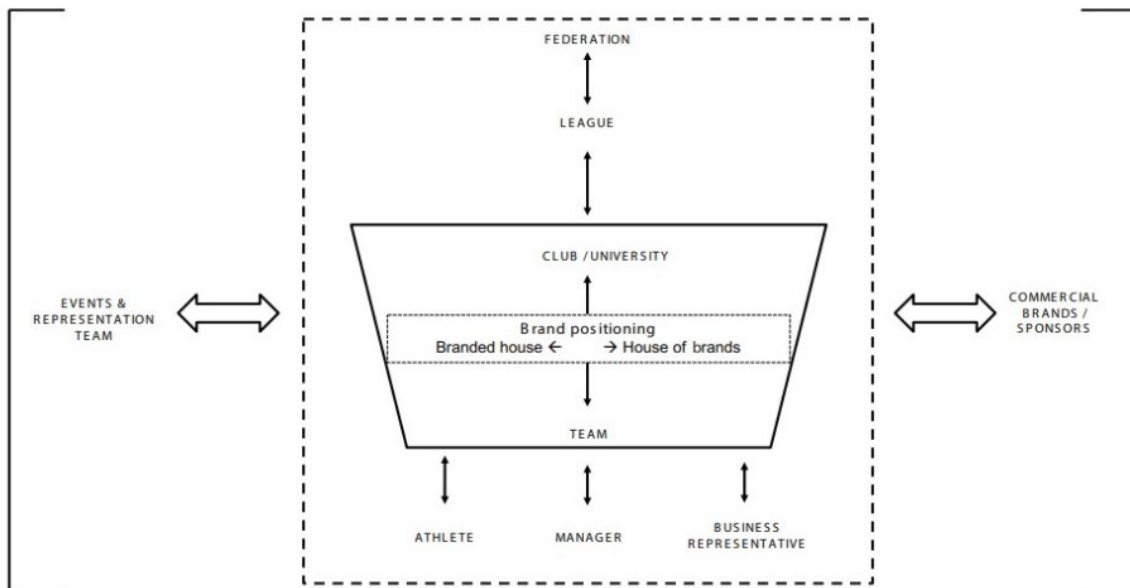 FEDERATION
LEAGUE
CLUB / UNIVERSITY
EVENTS &
REPRESENTATION
TEAM
Brand positioning
Branded house ← → House of brands
COMMERCIAL
BRANDS /
SPONSORS
TEAM
ATHLETE
MANAGER
BUSINESS
REPRESENTATIVE